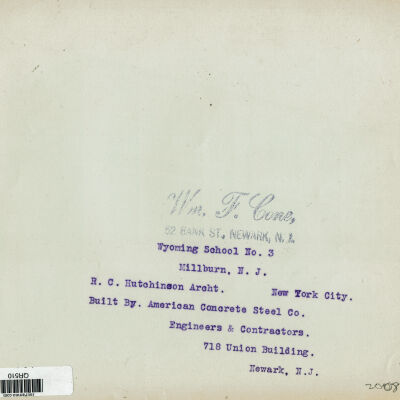 Wm. F. Cone,
52 BANK ST., NEWARK, N. J.
Wyoming School No. 3
Millburn, N. J.
R. C. Hutchinson Archt. New York City.
Built By. American Concrete Steel Co.
Engineers & Contractors.
718 Union Building.
Newark, N.J.
QR510